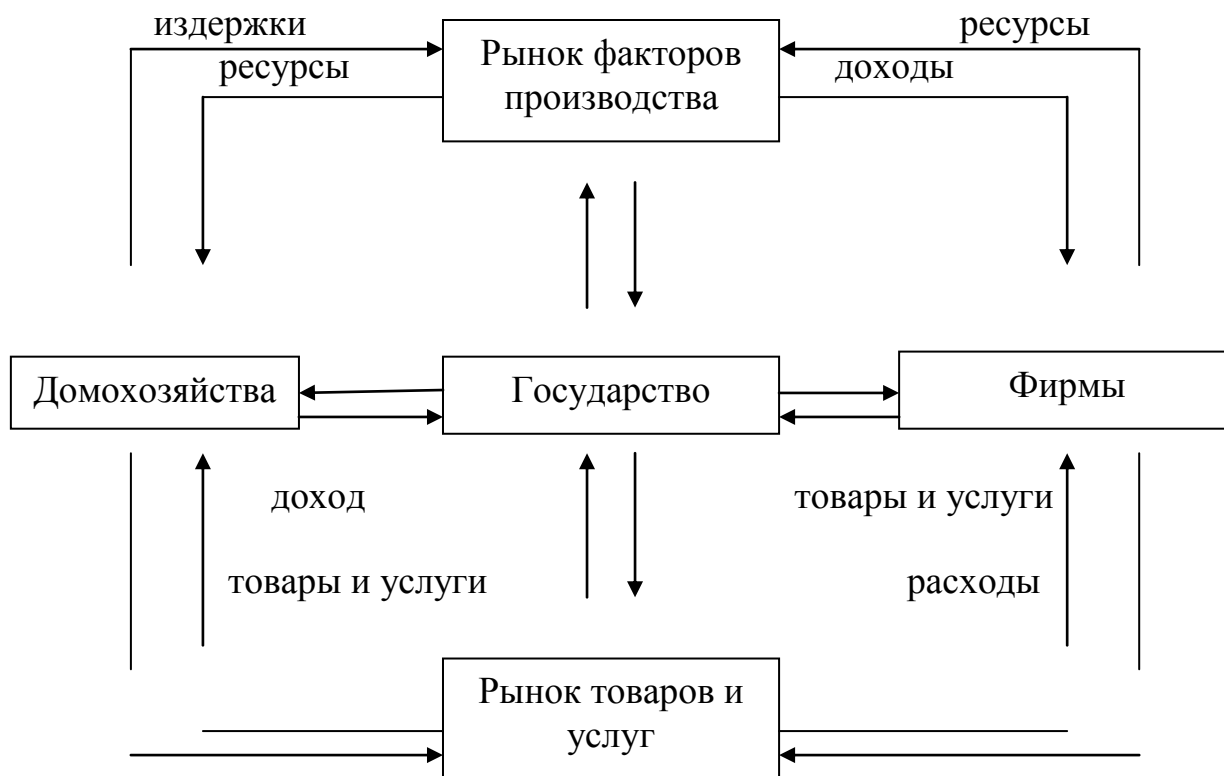 издержки
ресурсы
Рынок факторов
производства
ресурсы
доходы
Домохозяйства
Государство
Фирмы
доход
товары и услуги
товары и услуги
расходы
Рынок товаров и
услуг